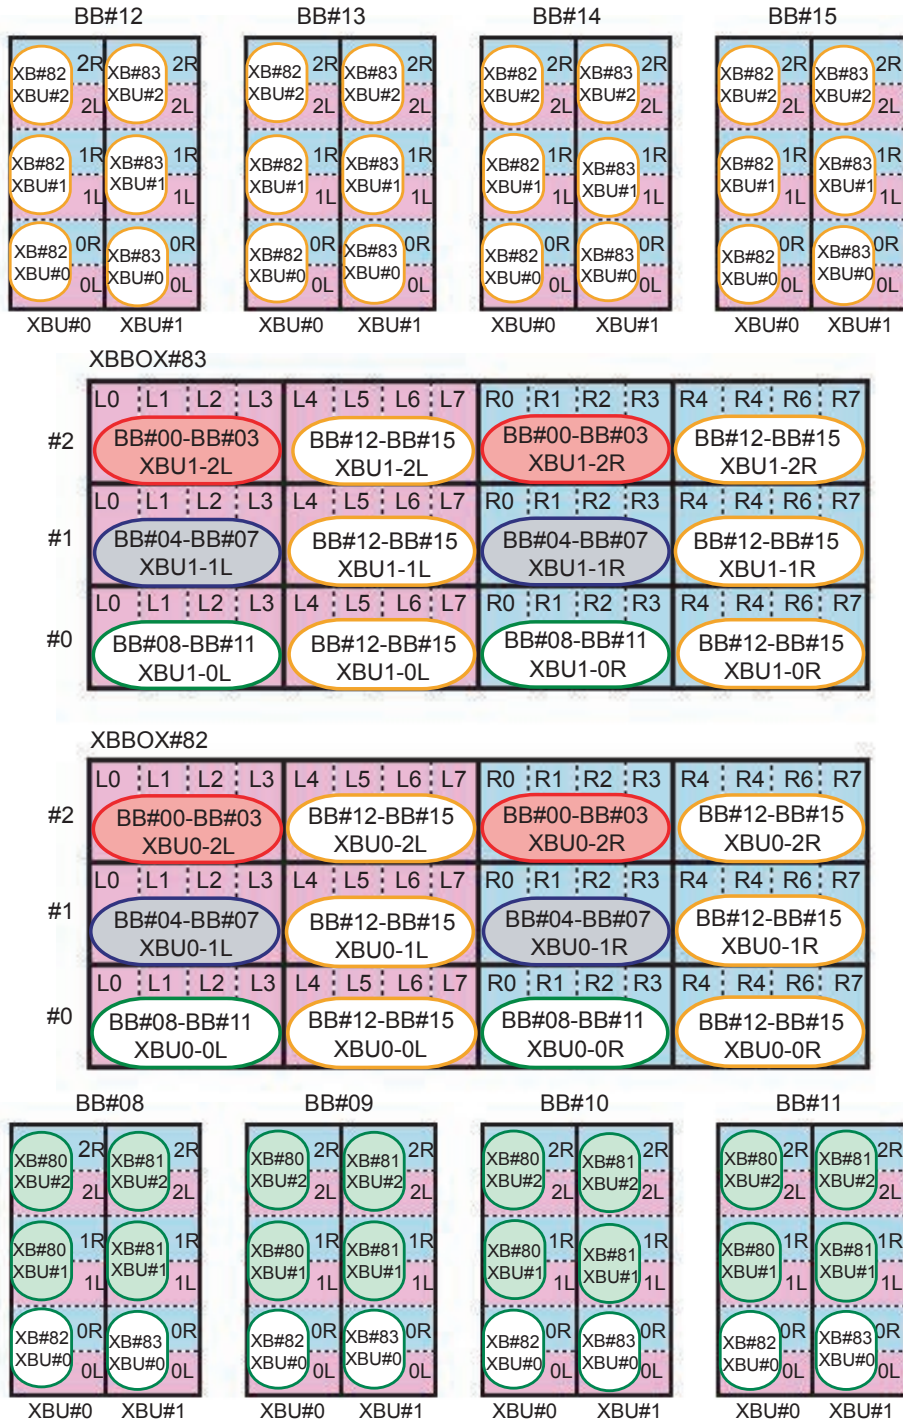 BB#12 BB#13 BB#14 BB#15
XB#82 2R XB#83 2R XB#82 2R XB#83 2R XB#82 2R XB#83 2R XB#82 2R XB#83 2R
XBU#2 2L XBU#2 2L XBU#2 2L XBU#2 2L XBU#2 2L XBU#2 2L XBU#2 2L XBU#2 2L
XB#82 1R XB#83 1R XB#82 1R XB#83 1R XB#82 1R XB#83 1R XB#82 1R XB#83 1R
XBU#1 1L XBU#1 1L XBU#1 1L XBU#1 1L XBU#1 1L XBU#1 1L XBU#1 1L XBU#1 1L
XB#82 0R XB#83 0R XB#82 0R XB#83 0R XB#82 0R XB#83 0R XB#82 0R XB#83 0R
XBU#0 0L XBU#0 0L XBU#0 0L XBU#0 0L XBU#0 0L XBU#0 0L XBU#0 0L XBU#0 0L
XBU#0 XBU#1 XBU#0 XBU#1 XBU#0 XBU#1 XBU#0 XBU#1
XBBOX#83
L0 L1 L2 L3 L4 L5 L6 L7 R0 R1 R2 R3 R4 R4 R6 R7
#2 BB#00-BB#03 BB#12-BB#15 BB#00-BB#03 BB#12-BB#15
XBU1-2L XBU1-2L XBU1-2R XBU1-2R
L0 L1 L2 L3 L4 L5 L6 L7 R0 R1 R2 R3 R4 R4 R6 R7
#1 BB#04-BB#07 BB#12-BB#15 BB#04-BB#07 BB#12-BB#15
XBU1-1L XBU1-1L XBU1-1R XBU1-1R
L0 L1 L2 L3 L4 L5 L6 L7 R0 R1 R2 R3 R4 R4 R6 R7
#0 BB#08-BB#11 BB#12-BB#15 BB#08-BB#11 BB#12-BB#15
XBU1-0L XBU1-0L XBU1-0R XBU1-0R
XBBOX#82
L0 L1 L2 L3 L4 L5 L6 L7 R0 R1 R2 R3 R4 R4 R6 R7
#2 BB#00-BB#03 BB#12-BB#15 BB#00-BB#03 BB#12-BB#15
XBU0-2L XBU0-2L XBU0-2R XBU0-2R
L0 L1 L2 L3 L4 L5 L6 L7 R0 R1 R2 R3 R4 R4 R6 R7
#1 BB#04-BB#07 BB#12-BB#15 BB#04-BB#07 BB#12-BB#15
XBU0-1L XBU0-1L XBU0-1R XBU0-1R
L0 L1 L2 L3 L4 L5 L6 L7 R0 R1 R2 R3 R4 R4 R6 R7
#0 BB#08-BB#11 BB#12-BB#15 BB#08-BB#11 BB#12-BB#15
XBU0-0L XBU0-0L XBU0-0R XBU0-0R
BB#08 BB#09 BB#10 BB#11
XB#80 2R XB#81 2R XB#80 2R XB#81 2R XB#80 2R XB#81 2R XB#80 2R XB#81 2R
XBU#2 2L XBU#2 2L XBU#2 2L XBU#2 2L XBU#2 2L XBU#2 2L XBU#2 2L XBU#2 2L
XB#80 1R XB#81 1R XB#80 1R XB#81 1R XB#80 1R XB#81 1R XB#80 1R XB#81 1R
XBU#1 1L XBU#1 1L XBU#1 1L XBU#1 1L XBU#1 1L XBU#1 1L XBU#1 1L XBU#1 1L
XB#82 0R XB#83 0R XB#82 0R XB#83 0R XB#82 0R XB#83 0R XB#82 0R XB#83 0R
XBU#0 0L XBU#0 0L XBU#0 0L XBU#0 0L XBU#0 0L XBU#0 0L XBU#0 0L XBU#0 0L
XBU#0 XBU#1 XBU#0 XBU#1 XBU#0 XBU#1 XBU#0 XBU#1